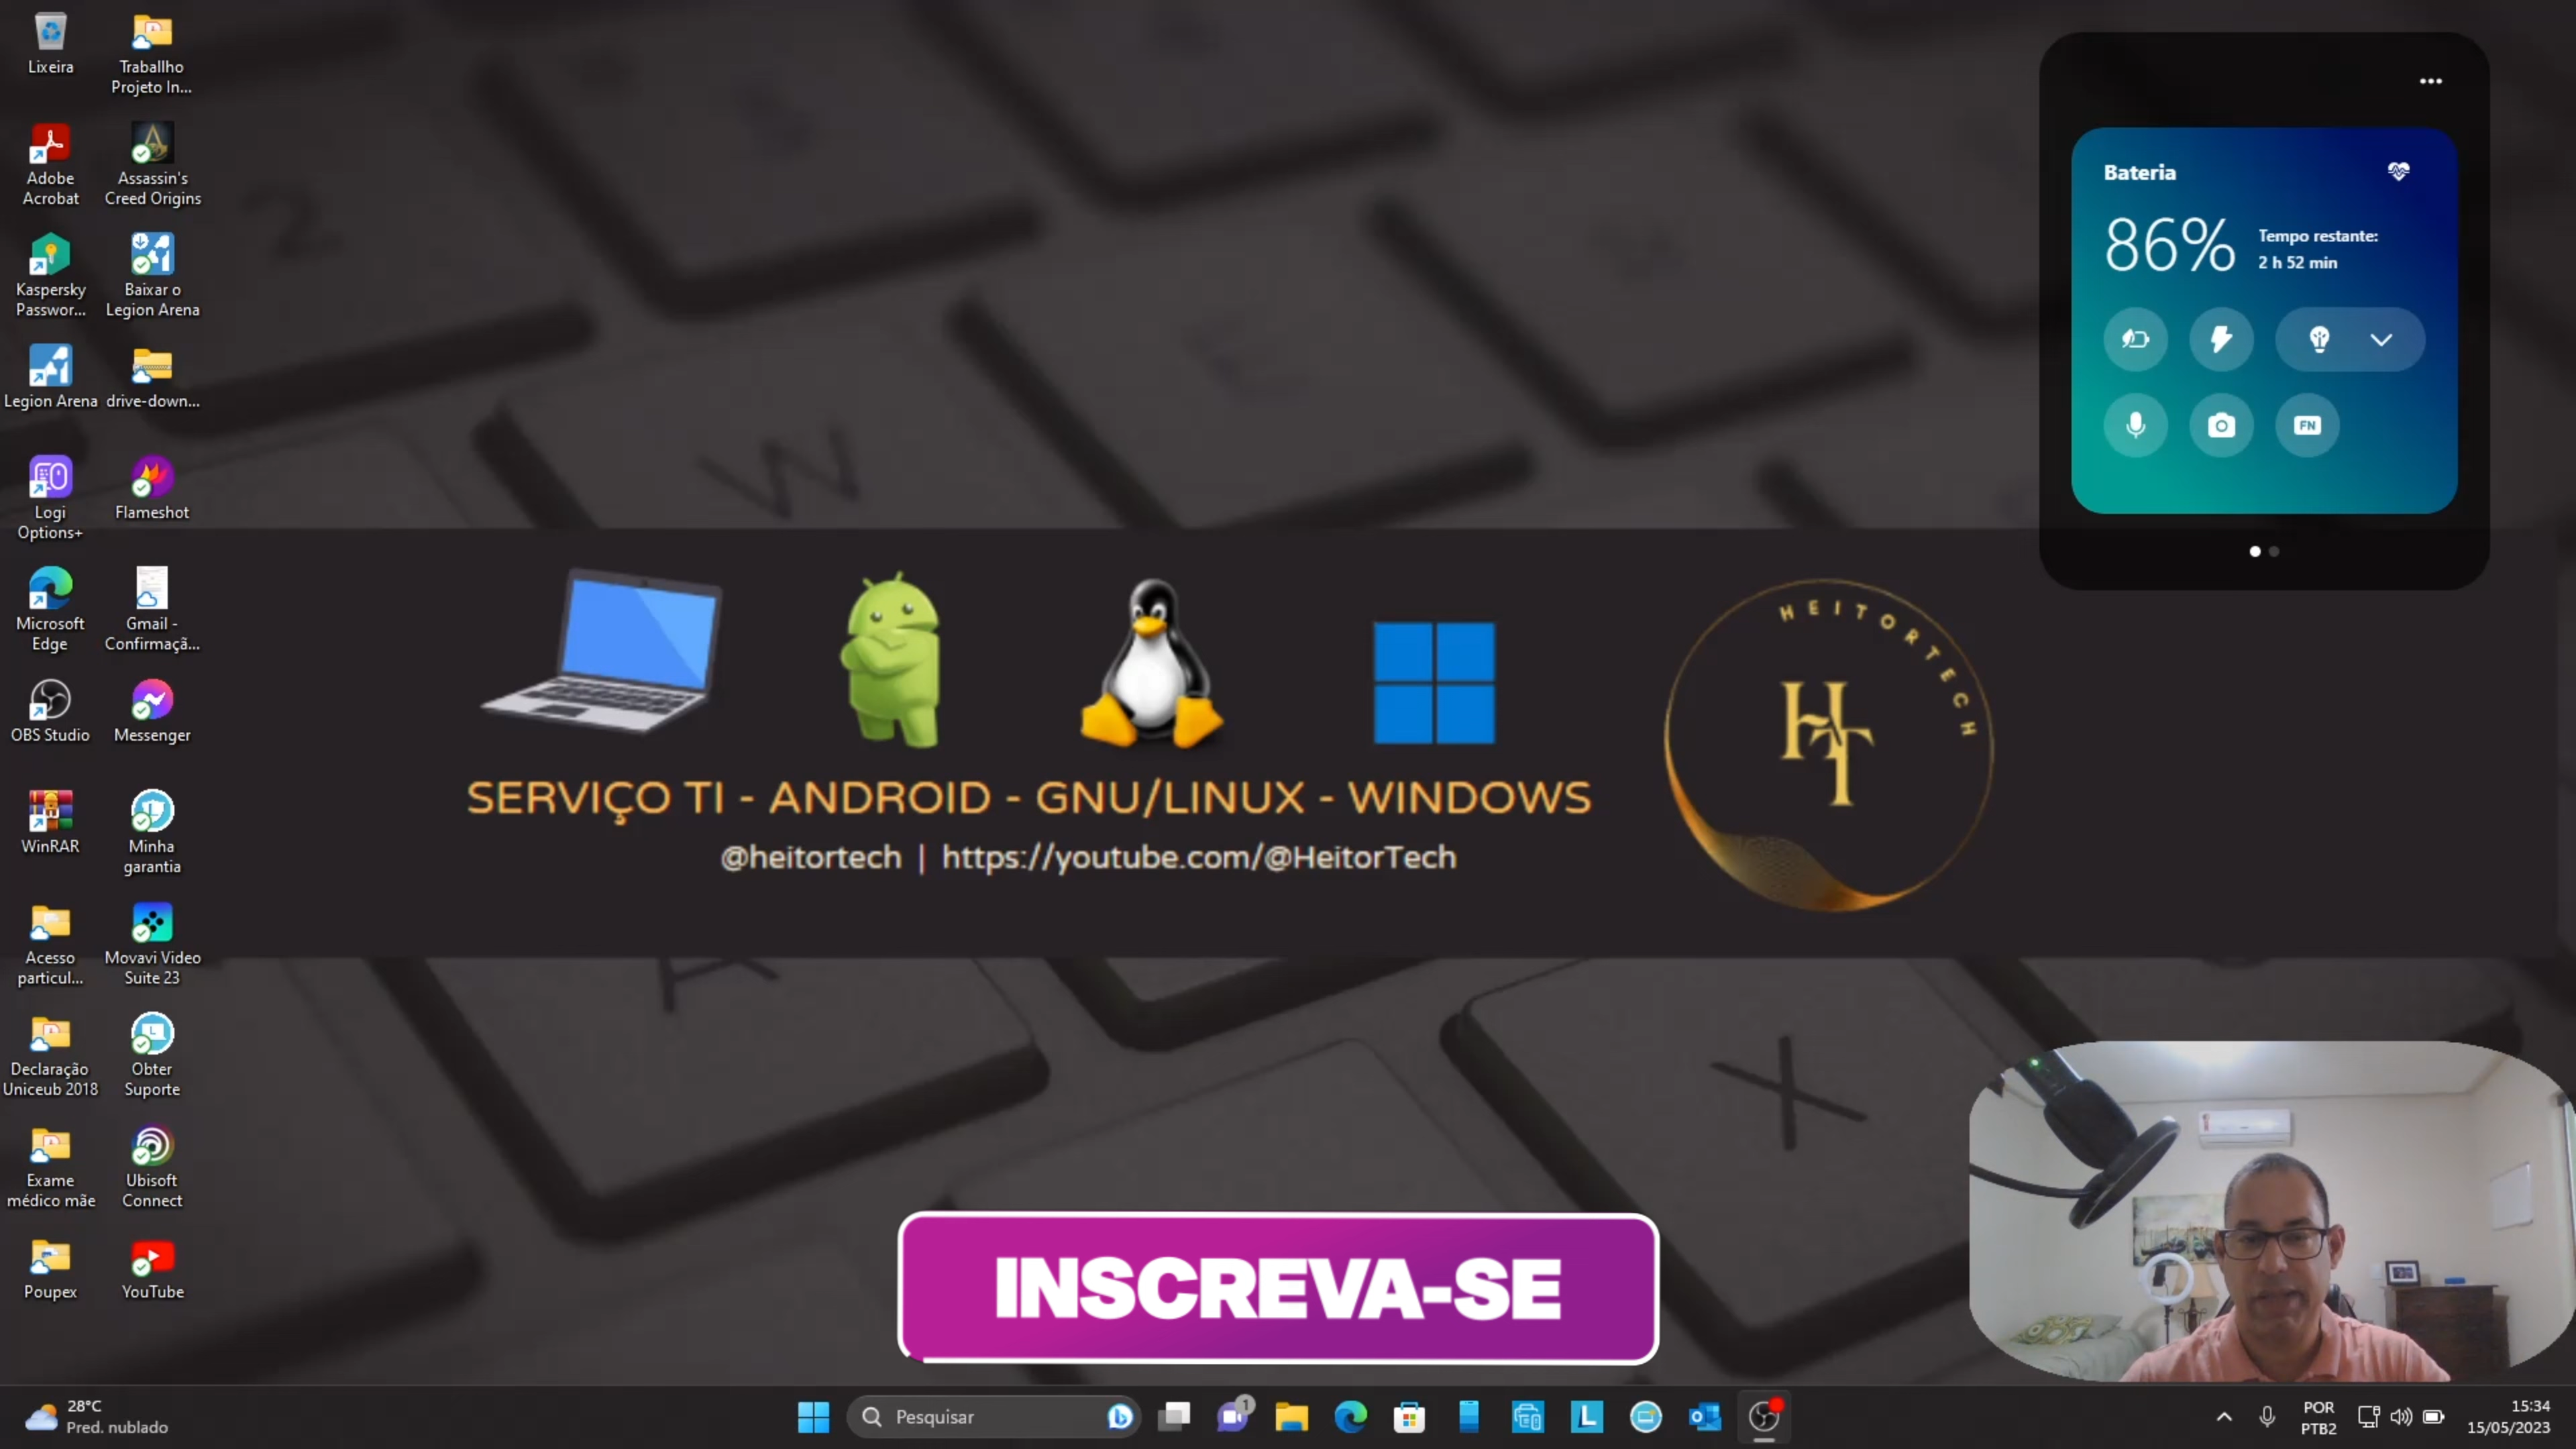 Lixeira
Traballho
Projeto In...
Adobe
Acrobat
Assassin's
Creed Origins
Kaspersky
Passwor...
Baixar o
Legion Arena
Legion Arena
drive-down...
Logi
Options+
Flameshot
Microsoft
Edge
Gmail -
Confirmaçã...
OBS Studio
Messenger
WinRAR
Minha
garantia
Acesso
particul...
Movavi Video
Suite 23
Declaração
Uniceub 2018
Obter
Suporte
Exame
médico mãe
Ubisoft
Connect
Poupex
YouTube
Bateria
86%
Tempo restante:
2 h 52 min
FN
2
W
E
A
X
HEITORTECH
HT
SERVIÇO TI - ANDROID - GNU/LINUX - WINDOWS
@heitortech | https://youtube.com/@HeitorTech
INSCREVA-SE
28°C
Pred. nublado
Pesquisar
1
L
POR
PTB2
15:34
15/05/2023